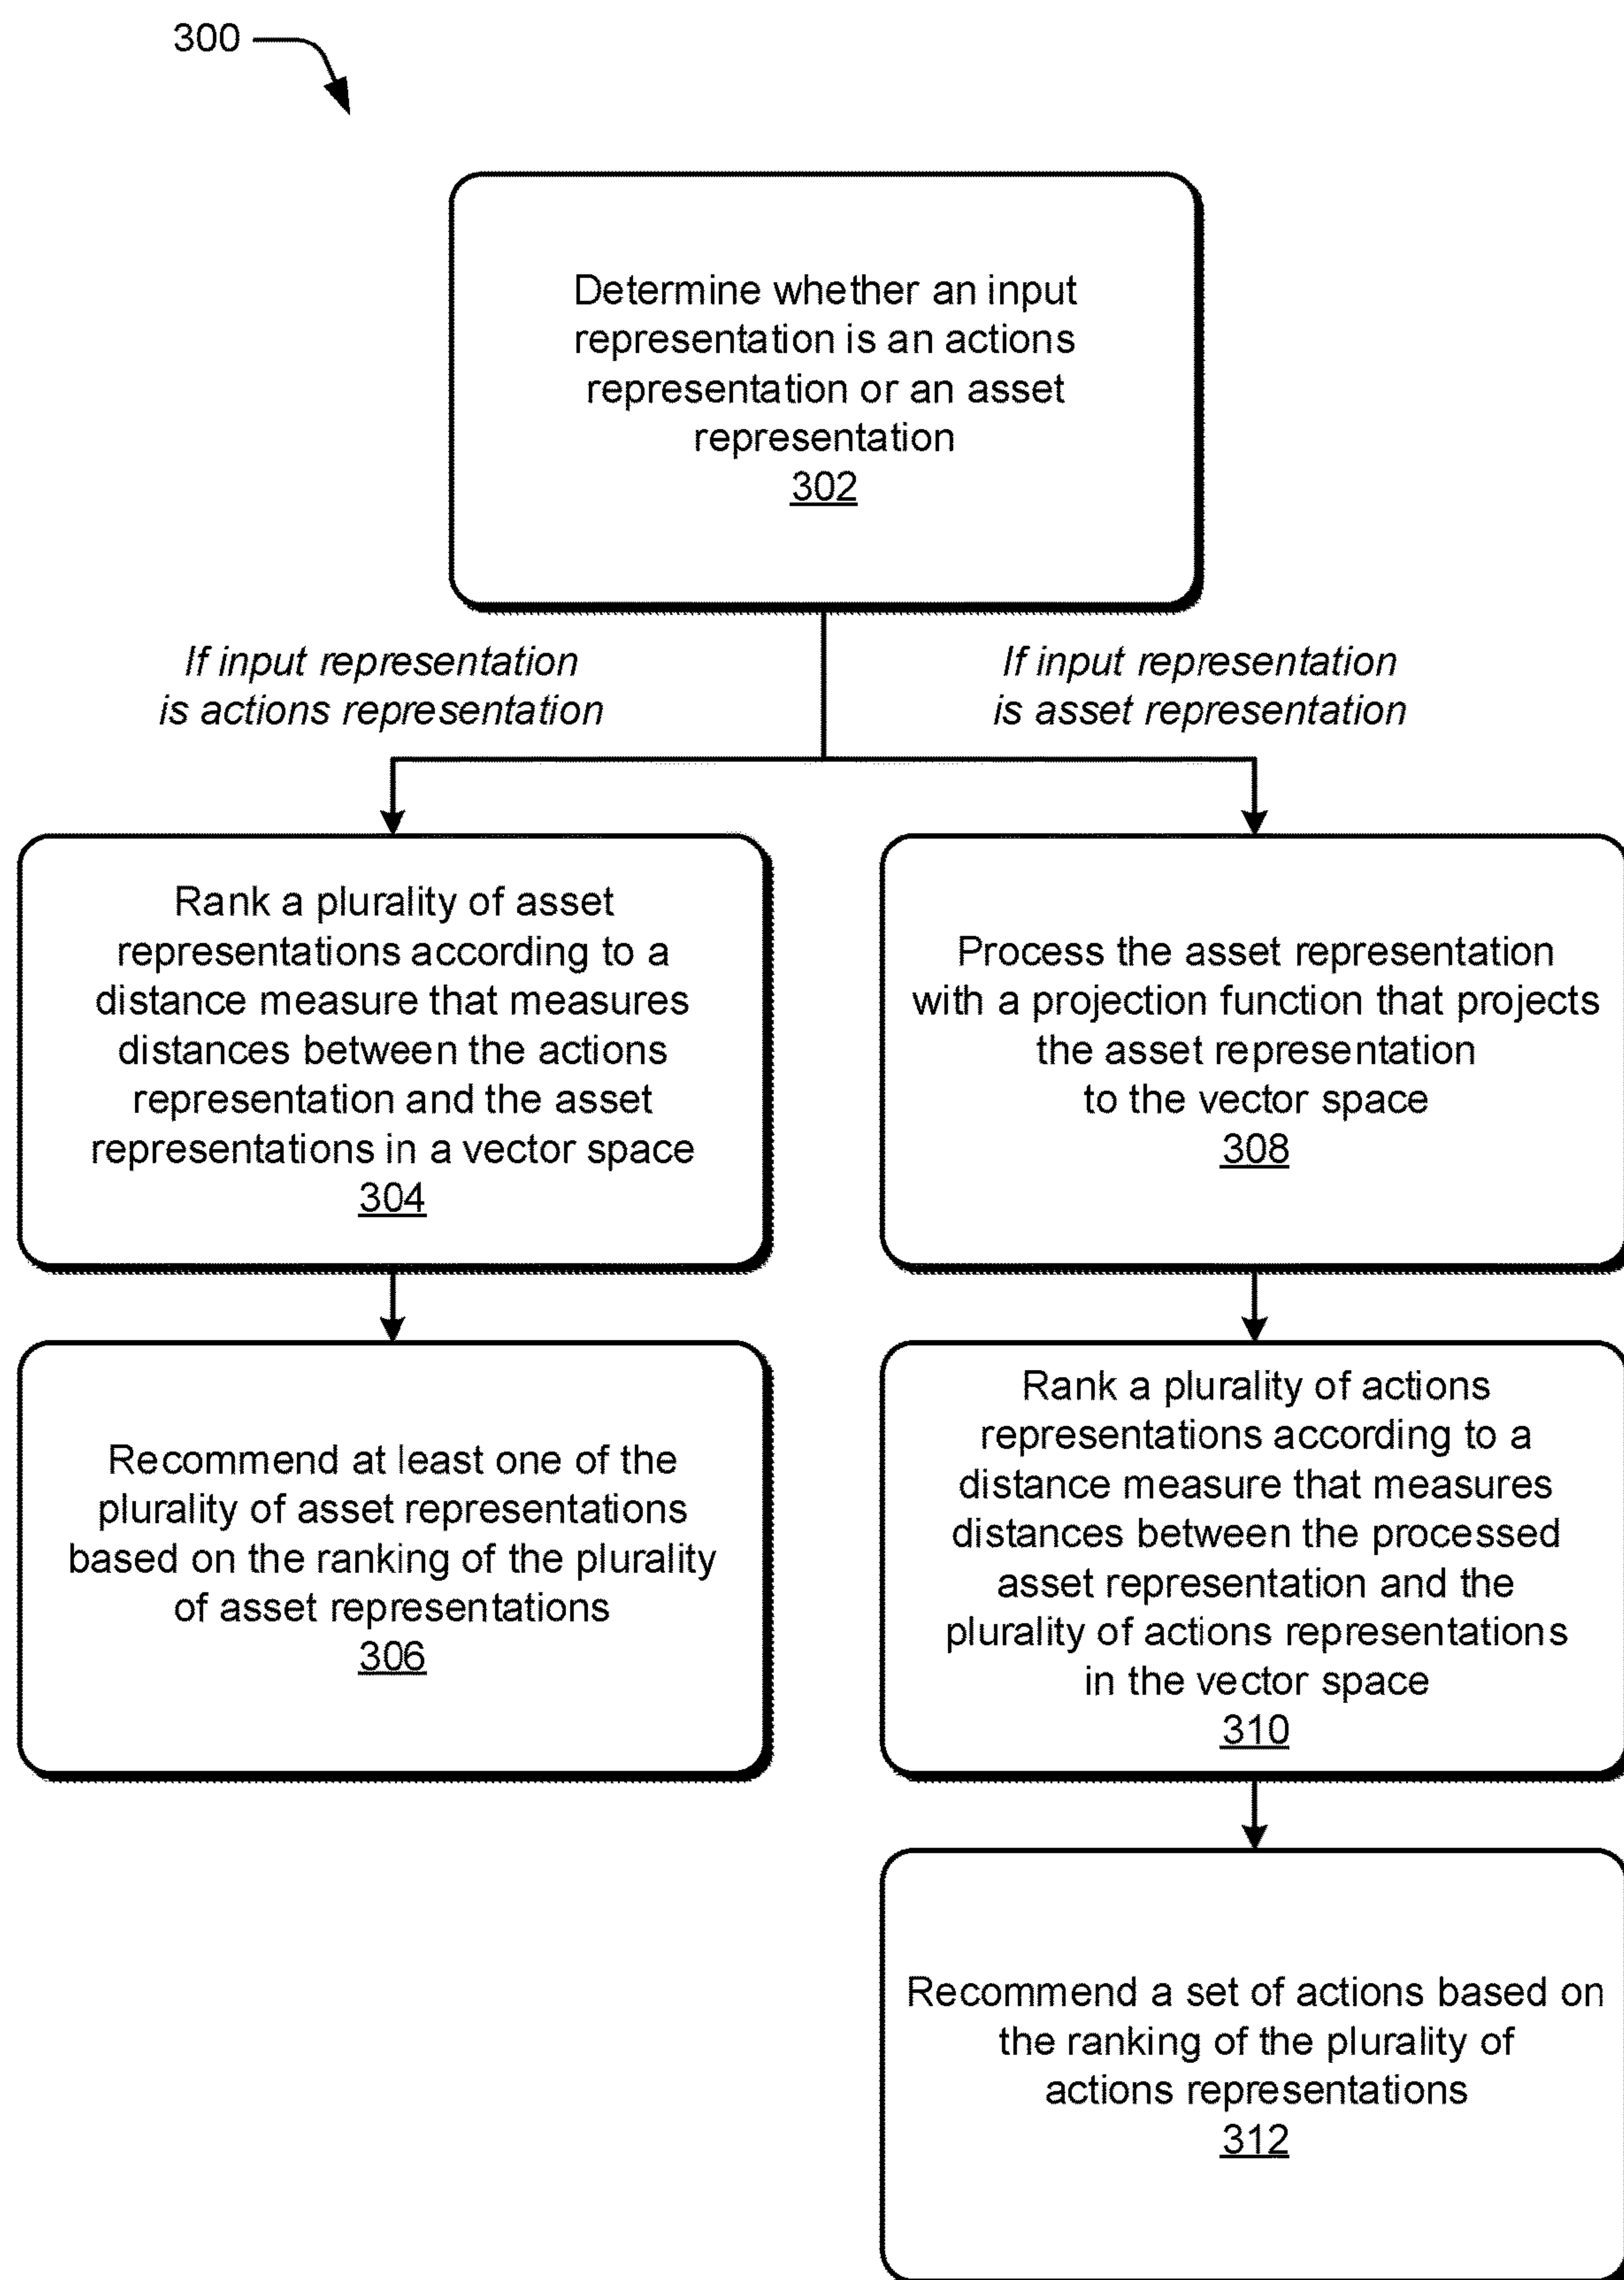 300
Determine whether an input
representation is an actions
representation or an asset
representation
302
If input representation
is actions representation
If input representation
is asset representation
Rank a plurality of asset
representations according to a
distance measure that measures
distances between the actions
representation and the asset
representations in a vector space
304
Recommend at least one of the
plurality of asset representations
based on the ranking of the plurality
of asset representations
306
Process the asset representation
with a projection function that projects
the asset representation
to the vector space
308
Rank a plurality of actions
representations according to a
distance measure that measures
distances between the processed
asset representation and the
plurality of actions representations
in the vector space
310
Recommend a set of actions based on
the ranking of the plurality of
actions representations
312